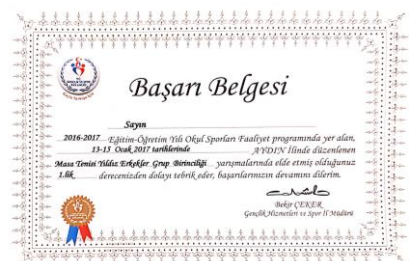 Başarı Belgesi
Sayın
2016-2017 Eğitim-Öğretim Yılı Okul Sporları Faaliyet programında yer alan,
13-15 Ocak 2017 tarihlerinde AYDIN İlinde düzenlenen
Masa Tenisi Yıldız Erkekler Grup Birinciliği yarışmalarında elde etmiş olduğunuz
1.lik derecenizden dolayı tebrik eder, başarılarınızın devamını dilerim.
Bekir ÇEKER
Gençlik Hizmetleri ve Spor İl Müdürü